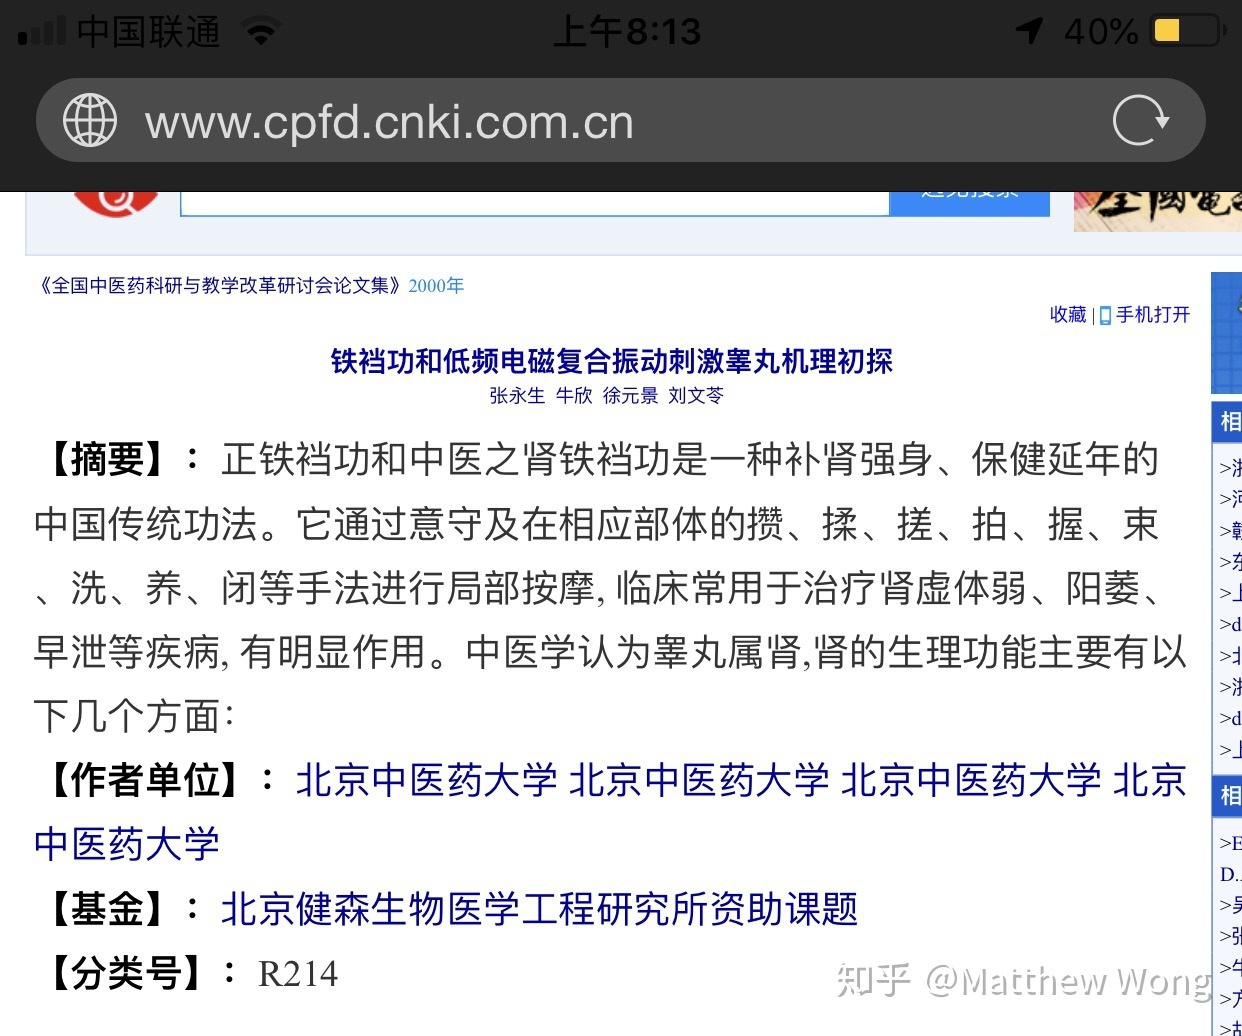 中国联通
上午8:13
40%
www.cpfd.cnki.com.cn
《全国中医药科研与教学改革研讨会论文集》2000年
收藏 | 手机打开
铁裆功和低频电磁复合振动刺激睾丸机理初探
张永生 牛欣 徐元景 刘文苓
【摘要】： 正铁裆功和中医之肾铁裆功是一种补肾强身、保健延年的
中国传统功法。它通过意守及在相应部体的攒、揉、搓、拍、握、束
、洗、养、闭等手法进行局部按摩,临床常用于治疗肾虚体弱、阳萎、
早泄等疾病,有明显作用。中医学认为睾丸属肾,肾的生理功能主要有以
下几个方面:
【作者单位】： 北京中医药大学 北京中医药大学 北京中医药大学 北京
中医药大学
【基金】： 北京健森生物医学工程研究所资助课题
【分类号】： R214
相
>d
>北
>d
>上
相
>E
D..
知乎 @Matthew Wong